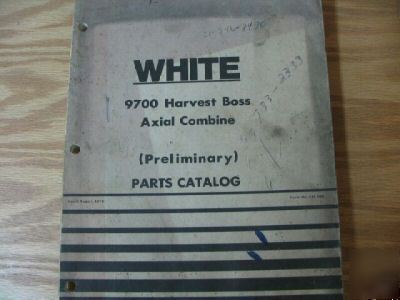 WHITE
9700 Harvest Boss
Axial Combine
(Preliminary)
PARTS CATALOG